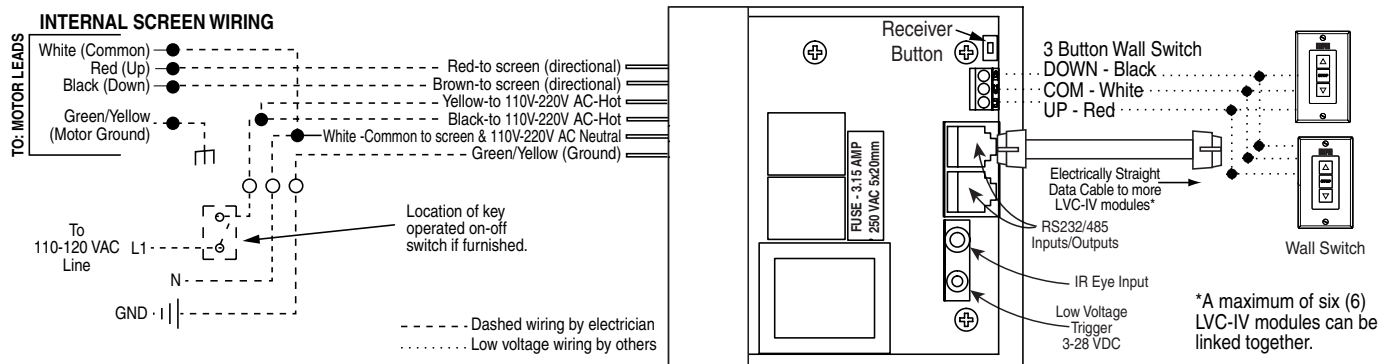 INTERNAL SCREEN WIRING
TO: MOTOR LEADS
White (Common)
Red (Up)
Black (Down)
Green/Yellow
(Motor Ground)
Red-to screen (directional)
Brown-to screen (directional)
Yellow-to 110V-220V AC-Hot
Black-to 110V-220V AC-Hot
White -Common to screen & 110V-220V AC Neutral
Green/Yellow (Ground)
To
110-120 VAC
Line
L1
N
GND
Location of key
operated on-off
switch if furnished.
Dashed wiring by electrician
Low voltage wiring by others
FUSE - 3.15 AMP
250 VAC 5x20mm
Receiver
Button
3 Button Wall Switch
DOWN - Black
COM - White
UP - Red
Electrically Straight
Data Cable to more
LVC-IV modules*
RS232/485
Inputs/Outputs
IR Eye Input
Low Voltage
Trigger
3-28 VDC
Wall Switch
*A maximum of six (6)
LVC-IV modules can be
linked together.